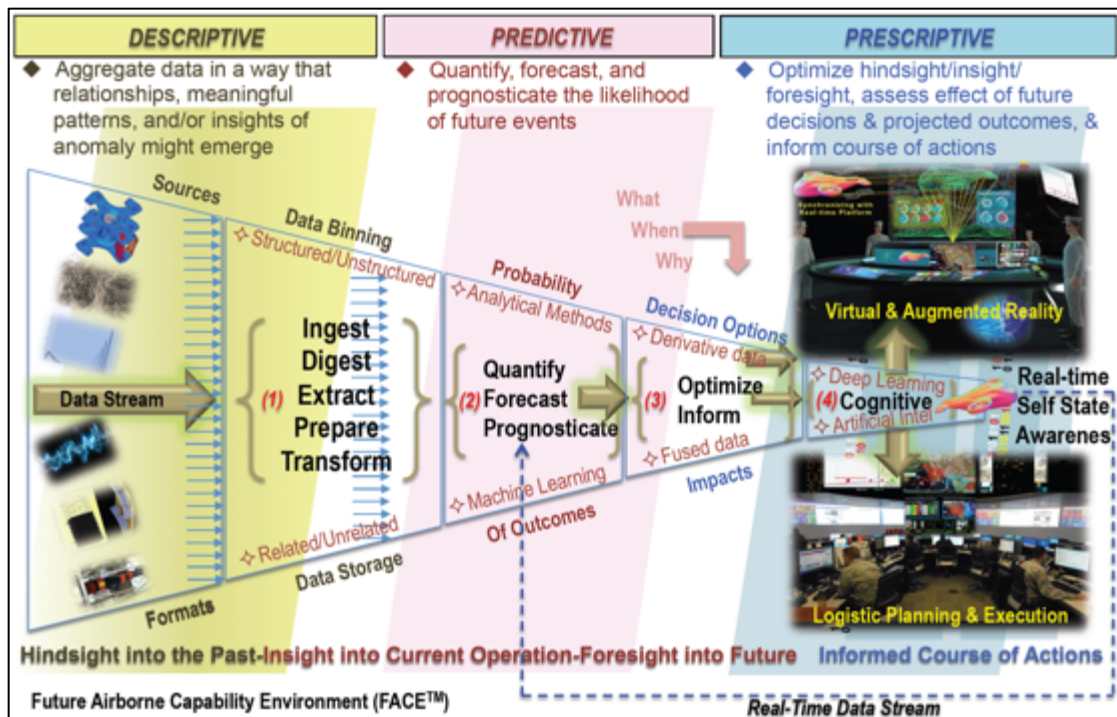 DESCRIPTIVE
PREDICTIVE
PRESCRIPTIVE
◆ Aggregate data in a way that
relationships, meaningful
patterns, and/or insights of
anomaly might emerge
◆ Quantify, forecast, and
prognosticate the likelihood
of future events
◆ Optimize hindsight/insight/
foresight, assess effect of future
decisions & projected outcomes, &
inform course of actions
Sources
Data Stream
Formats
Data Binning
✧ Structured/Unstructured
(1)
Ingest
Digest
Extract
Prepare
Transform
✧ Related/Unrelated
Data Storage
Probability
✧ Analytical Methods
(2)
Quantify
Forecast
Prognosticate
✧ Machine Learning
Of Outcomes
What
When
Why
Decision Options
✧ Derivative data
(3)
Optimize
Inform
✧ Fused data
Impacts
✧ Deep Learning
(4) Cognitive
✧ Artificial Intel
Synchronizing with
Real-time Platform
Virtual & Augmented Reality
Real-time
Self State
Awarenes
Logistic Planning & Execution
Hindsight into the Past-Insight into Current Operation-Foresight into Future
Informed Course of Actions
Future Airborne Capability Environment (FACE™)
Real-Time Data Stream